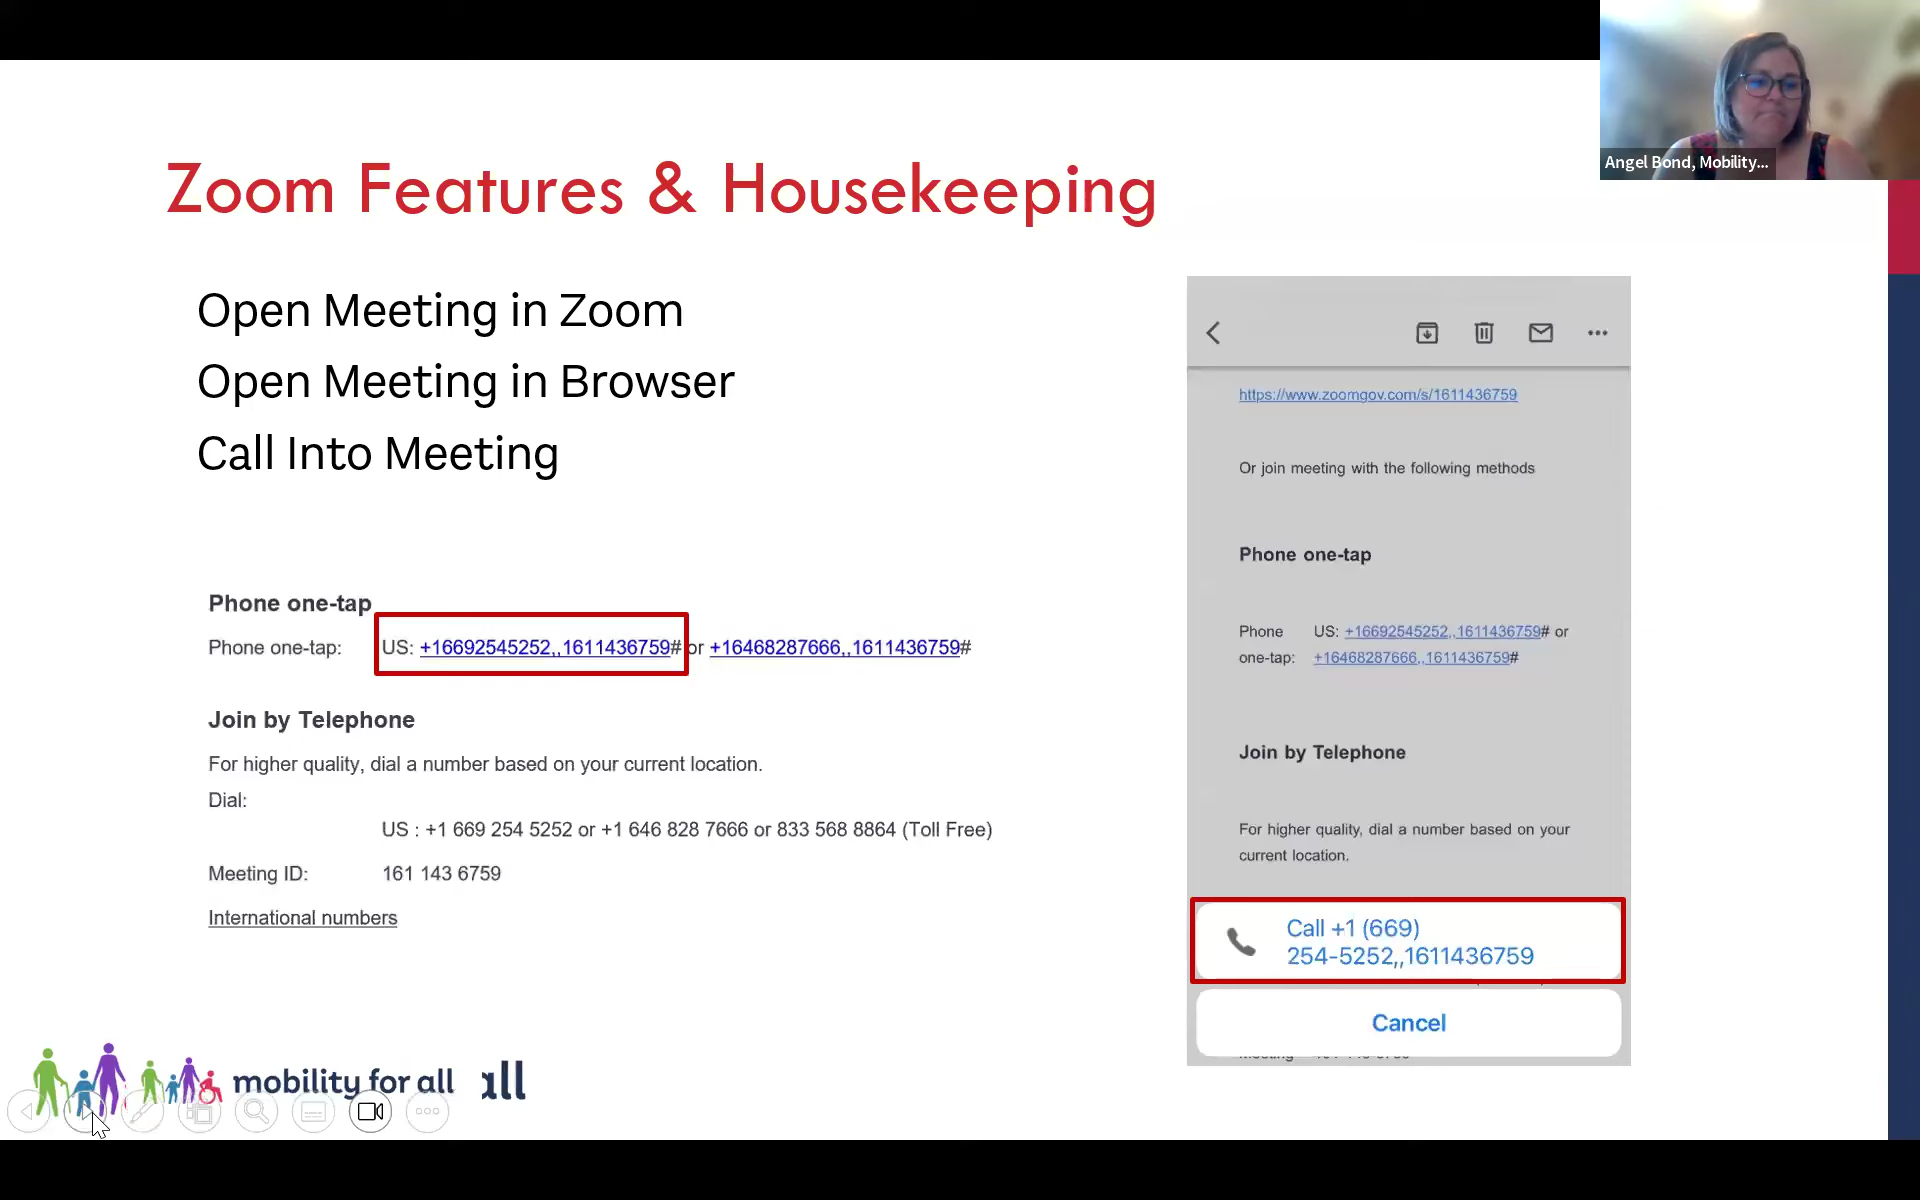 Angel Bond, Mobility...
Zoom Features & Housekeeping
Open Meeting in Zoom
Open Meeting in Browser
Call Into Meeting
Phone one-tap
Phone one-tap: US: +16692545252,,1611436759# or +16468287666,,1611436759#
Join by Telephone
For higher quality, dial a number based on your current location.
Dial:
US : +1 669 254 5252 or +1 646 828 7666 or 833 568 8864 (Toll Free)
Meeting ID: 161 143 6759
International numbers
https://www.zoomgov.com/s/1611436759
Or join meeting with the following methods
Phone one-tap
Phone US: +16692545252,,1611436759# or
one-tap: +16468287666,,1611436759#
Join by Telephone
For higher quality, dial a number based on your
current location.
Call +1 (669)
254-5252,,1611436759
Cancel
mobility for all